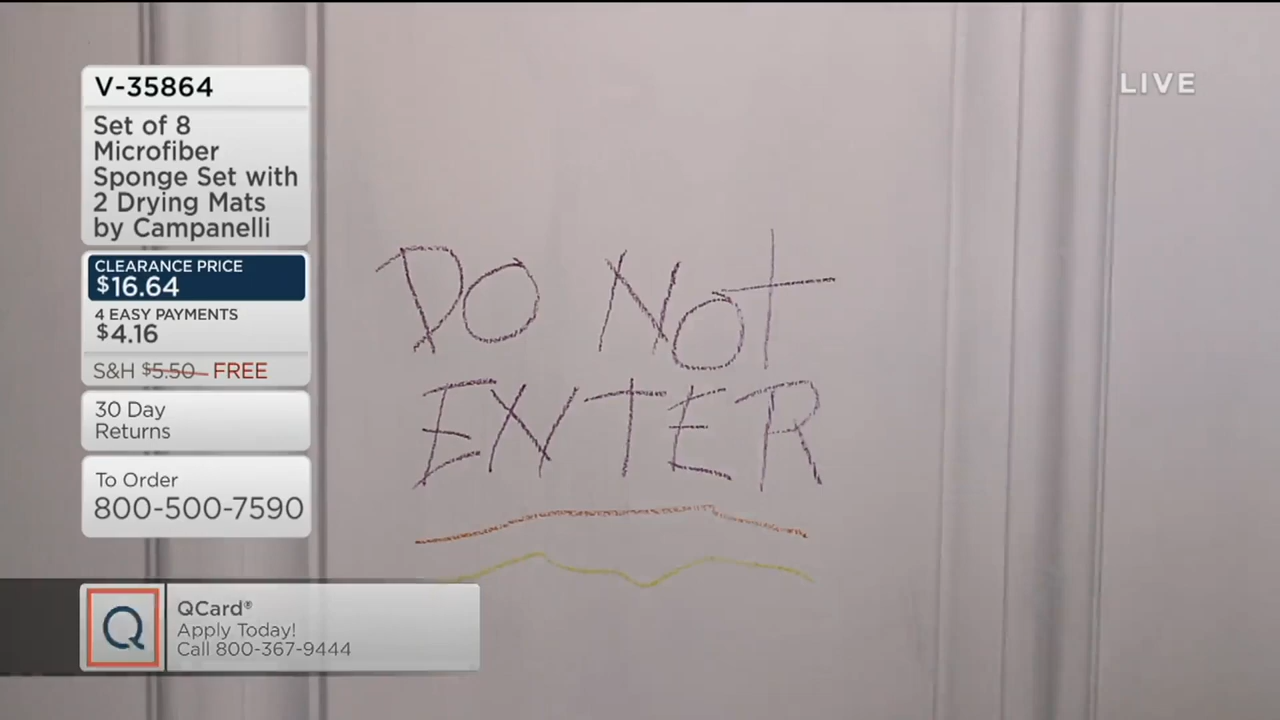 V-35864
Set of 8
Microfiber
Sponge Set with
2 Drying Mats
by Campanelli
CLEARANCE PRICE
$16.64
4 EASY PAYMENTS
$4.16
S&H $5.50 FREE
30 Day
Returns
To Order
800-500-7590
Q
QCard®
Apply Today!
Call 800-367-9444
LIVE
DO NOT
ENTER